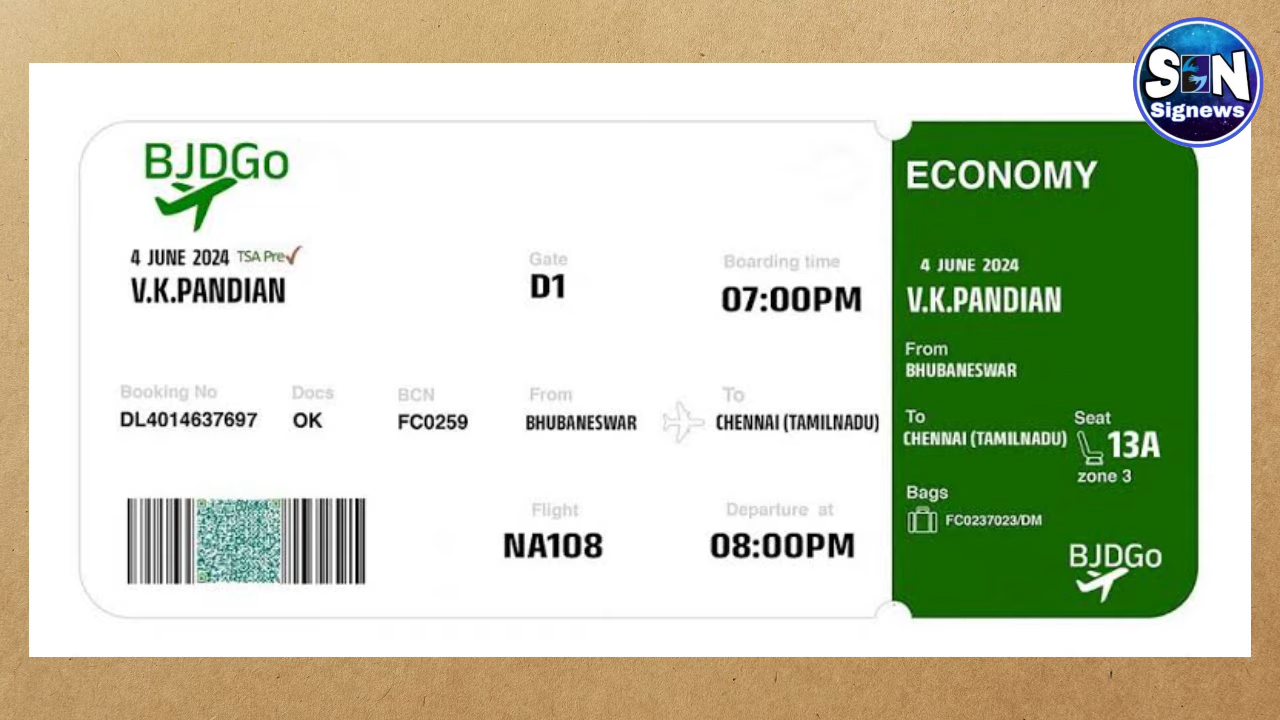 SGN
Signews
BJDGo
4 JUNE 2024 TSA Pre✓
V.K.PANDIAN
Gate
D1
Boarding time
07:00PM
Booking No
DL4014637697
Docs
OK
BCN
FC0259
From
BHUBANESWAR
To
CHENNAI (TAMILNADU)
Flight
NA108
Departure at
08:00PM
ECONOMY
4 JUNE 2024
V.K.PANDIAN
From
BHUBANESWAR
To
CHENNAI (TAMILNADU)
Seat
13A
zone 3
Bags
FC0237023/DM
BJDGo